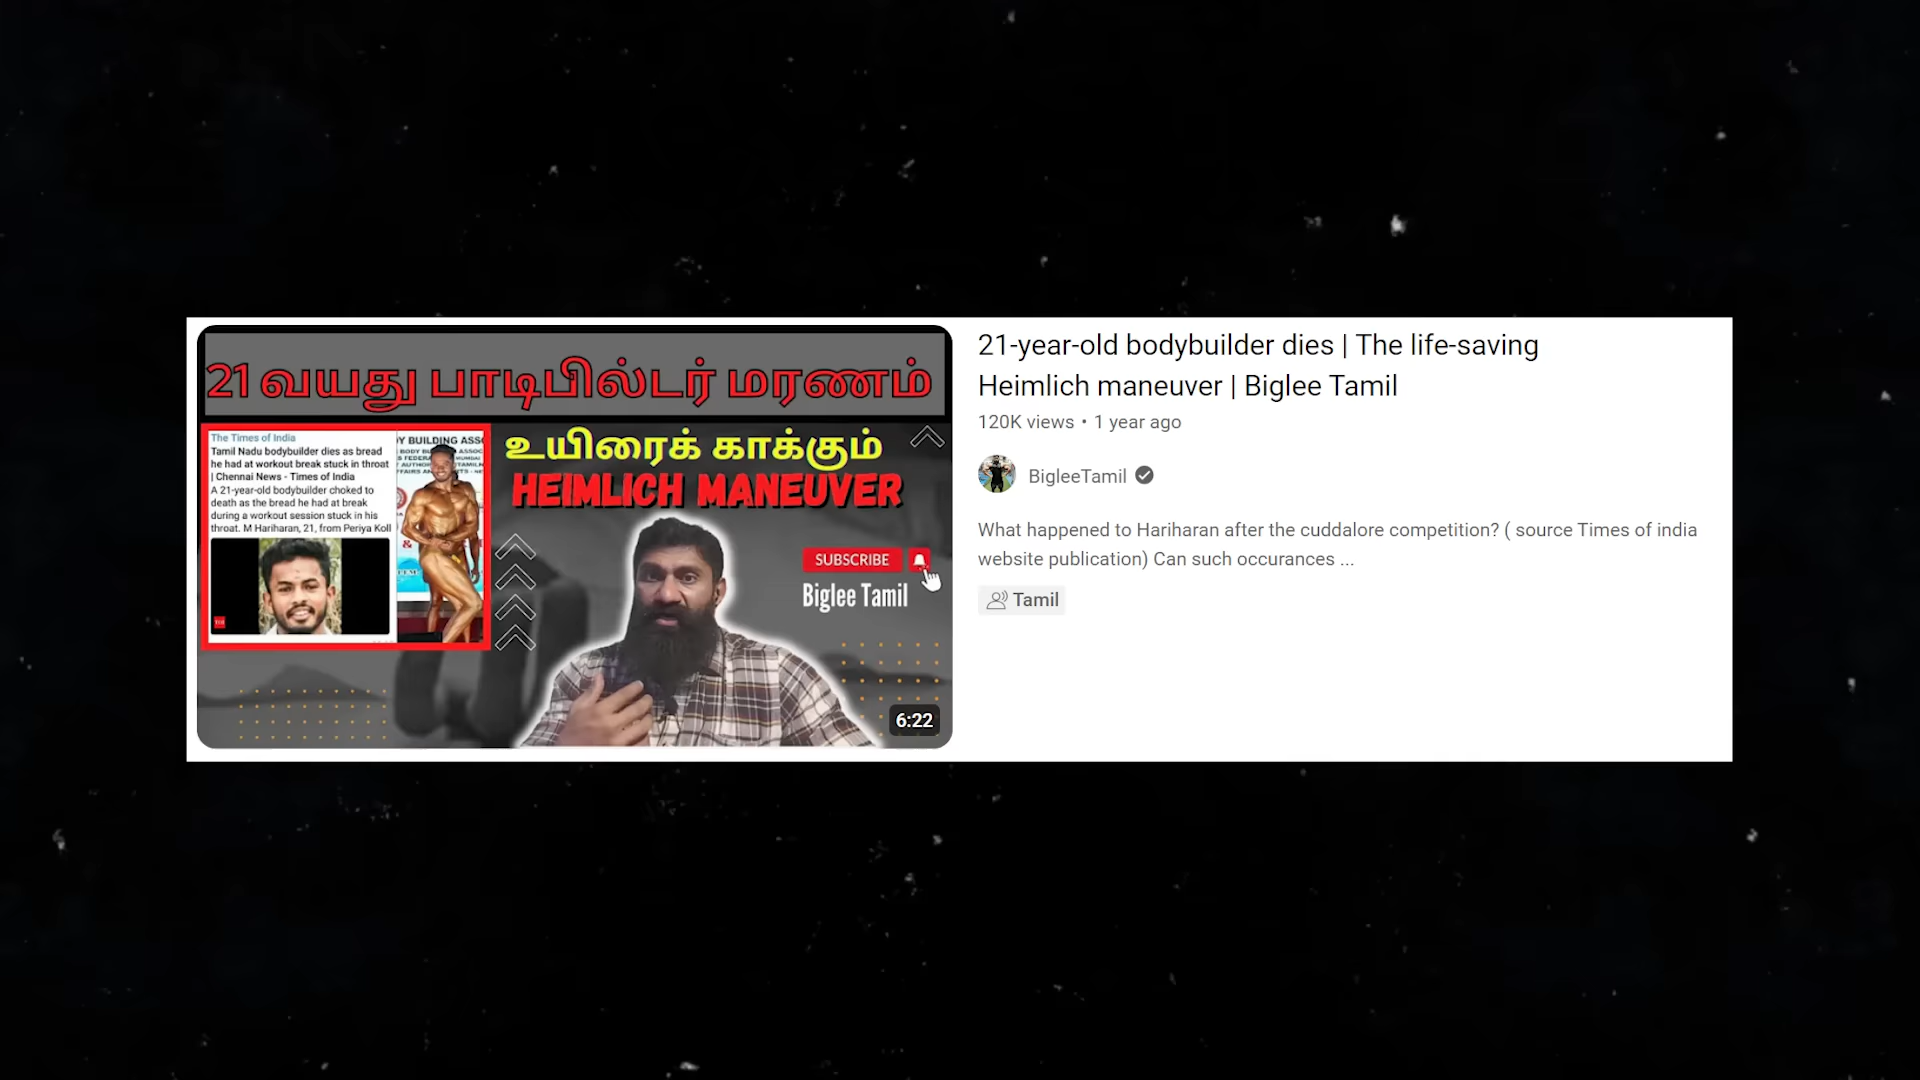 21 வயது பாடிபில்டர் மரணம்
The Times of India
Tamil Nadu bodybuilder dies as bread
he had at workout break stuck in throat
| Chennai News - Times of India
A 21-year-old bodybuilder choked to
death as the bread he had at break
during a workout session stuck in his
throat. M Hariharan, 21, from Periya Koll
Y BUILDING ASS
உயிரைக் காக்கும்
HEIMLICH MANEUVER
SUBSCRIBE
Biglee Tamil
6:22
21-year-old bodybuilder dies | The life-saving
Heimlich maneuver | Biglee Tamil
120K views • 1 year ago
BigleeTamil
What happened to Hariharan after the cuddalore competition? ( source Times of india
website publication) Can such occurances ...
Tamil